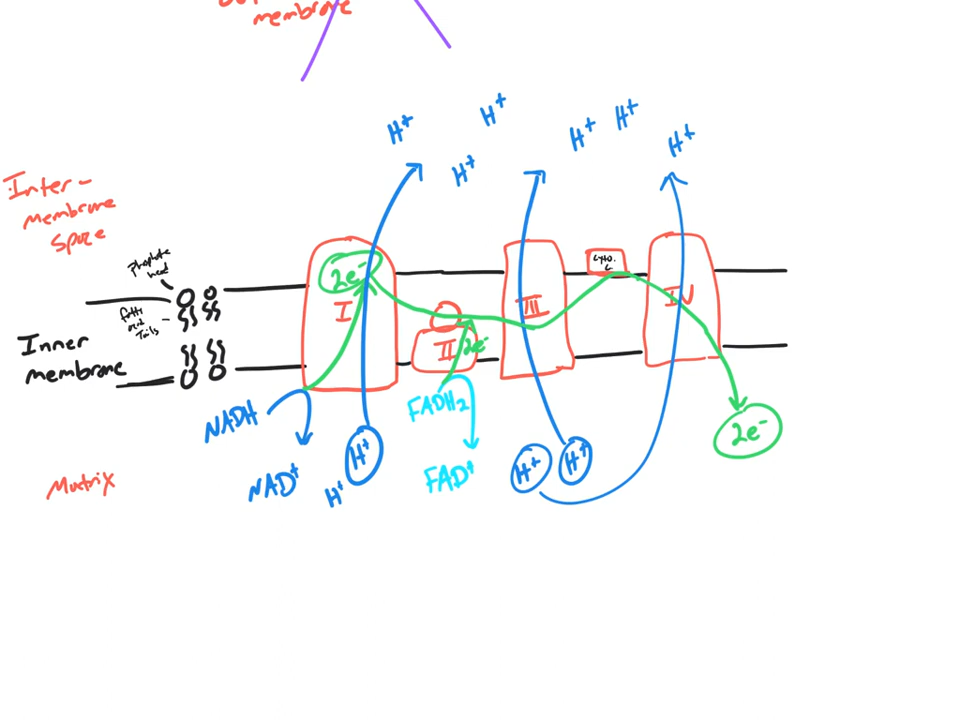 membrane
H+
H+
H+
H+
H+
H+
Inter-
membrane
space
Phosphate
head
fatty
acid
Tails
Inner
membrane
2e-
I
II
2e-
III
cyto.
c
IV
NADH
NAD+
H+
H+
FADH2
FAD+
H+
H+
2e-
Matrix